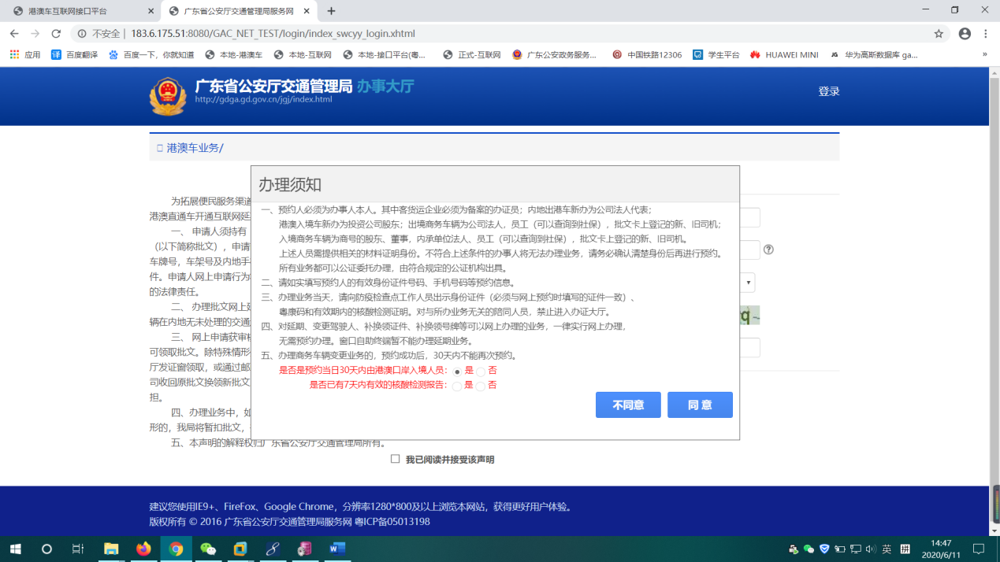 港澳车互联网接口平台
广东省公安厅交通管理局服务网
不安全 | 183.6.175.51:8080/GAC_NET_TEST/login/index_swcyy_login.xhtml
应用 百度翻译 百度一下，你就知道 本地-港澳车 本地-互联网 本地-接口平台(粤... 正式-互联网 广东公安政务服务... 中国铁路12306 学生平台 HUAWEI MINI 华为高斯数据库 ga... »
广东省公安厅交通管理局 办事大厅
http://gdga.gd.gov.cn/jgj/index.html
登录
港澳车业务/
办理须知
一、预约人必须为办事人本人。其中客货运企业必须为备案的办证员；内地出港车新办为公司法人代表；
港澳入境车新办为投资公司股东；出境商务车辆为公司法人，员工（可以查询到社保），批文卡上登记的新、旧司机；
入境商务车辆为商号的股东、董事，内承单位法人、员工（可以查询到社保），批文卡上登记的新、旧司机。
上述人员需提供相关的材料证明身份。不符合上述条件的办事人将无法办理业务，请务必确认清楚身份后再进行预约。
所有业务都可以公证委托办理，由符合规定的公证机构出具。
二、请如实填写预约人的有效身份证件号码、手机号码等预约信息。
三、办理业务当天，请向防疫检查点工作人员出示身份证件（必须与网上预约时填写的证件一致）、
粤康码和有效期内的核酸检测证明。对与所办业务无关的陪同人员，禁止进入办证大厅。
四、对延期、变更驾驶人、补换领证件、补换领号牌等可以网上办理的业务，一律实行网上办理，
无需预约办理。窗口自助终端暂不能办理延期业务。
五、办理商务车辆变更业务的，预约成功后，30天内不能再次预约。
是否是预约当日30天内由港澳口岸入境人员： 是 否
是否已有7天内有效的核酸检测报告： 是 否
不同意 同 意
为拓展便民服务渠道
港澳直通车开通互联网延
一、 申请人须持有
（以下简称批文），申请
车牌号，车架号及内地手
件。申请人网上申请行为
的法律责任。
二、 办理批文网上延
辆在内地无未处理的交通
三、 网上申请获审核
可领取批文。除特殊情形
厅发证窗领取，或通过邮
司收回原批文换领新批文
担。
四、办理业务中，如
形的，我局将暂扣批文，
五、本声明的解释权归广东省公安厅交通管理局所有。
我已阅读并接受该声明
建议您使用IE9+、FireFox、Google Chrome，分辨率1280*800及以上浏览本网站，获得更好用户体验。
版权所有 © 2016 广东省公安厅交通管理局服务网 粤ICP备05013198
英 拼
14:47
2020/6/11